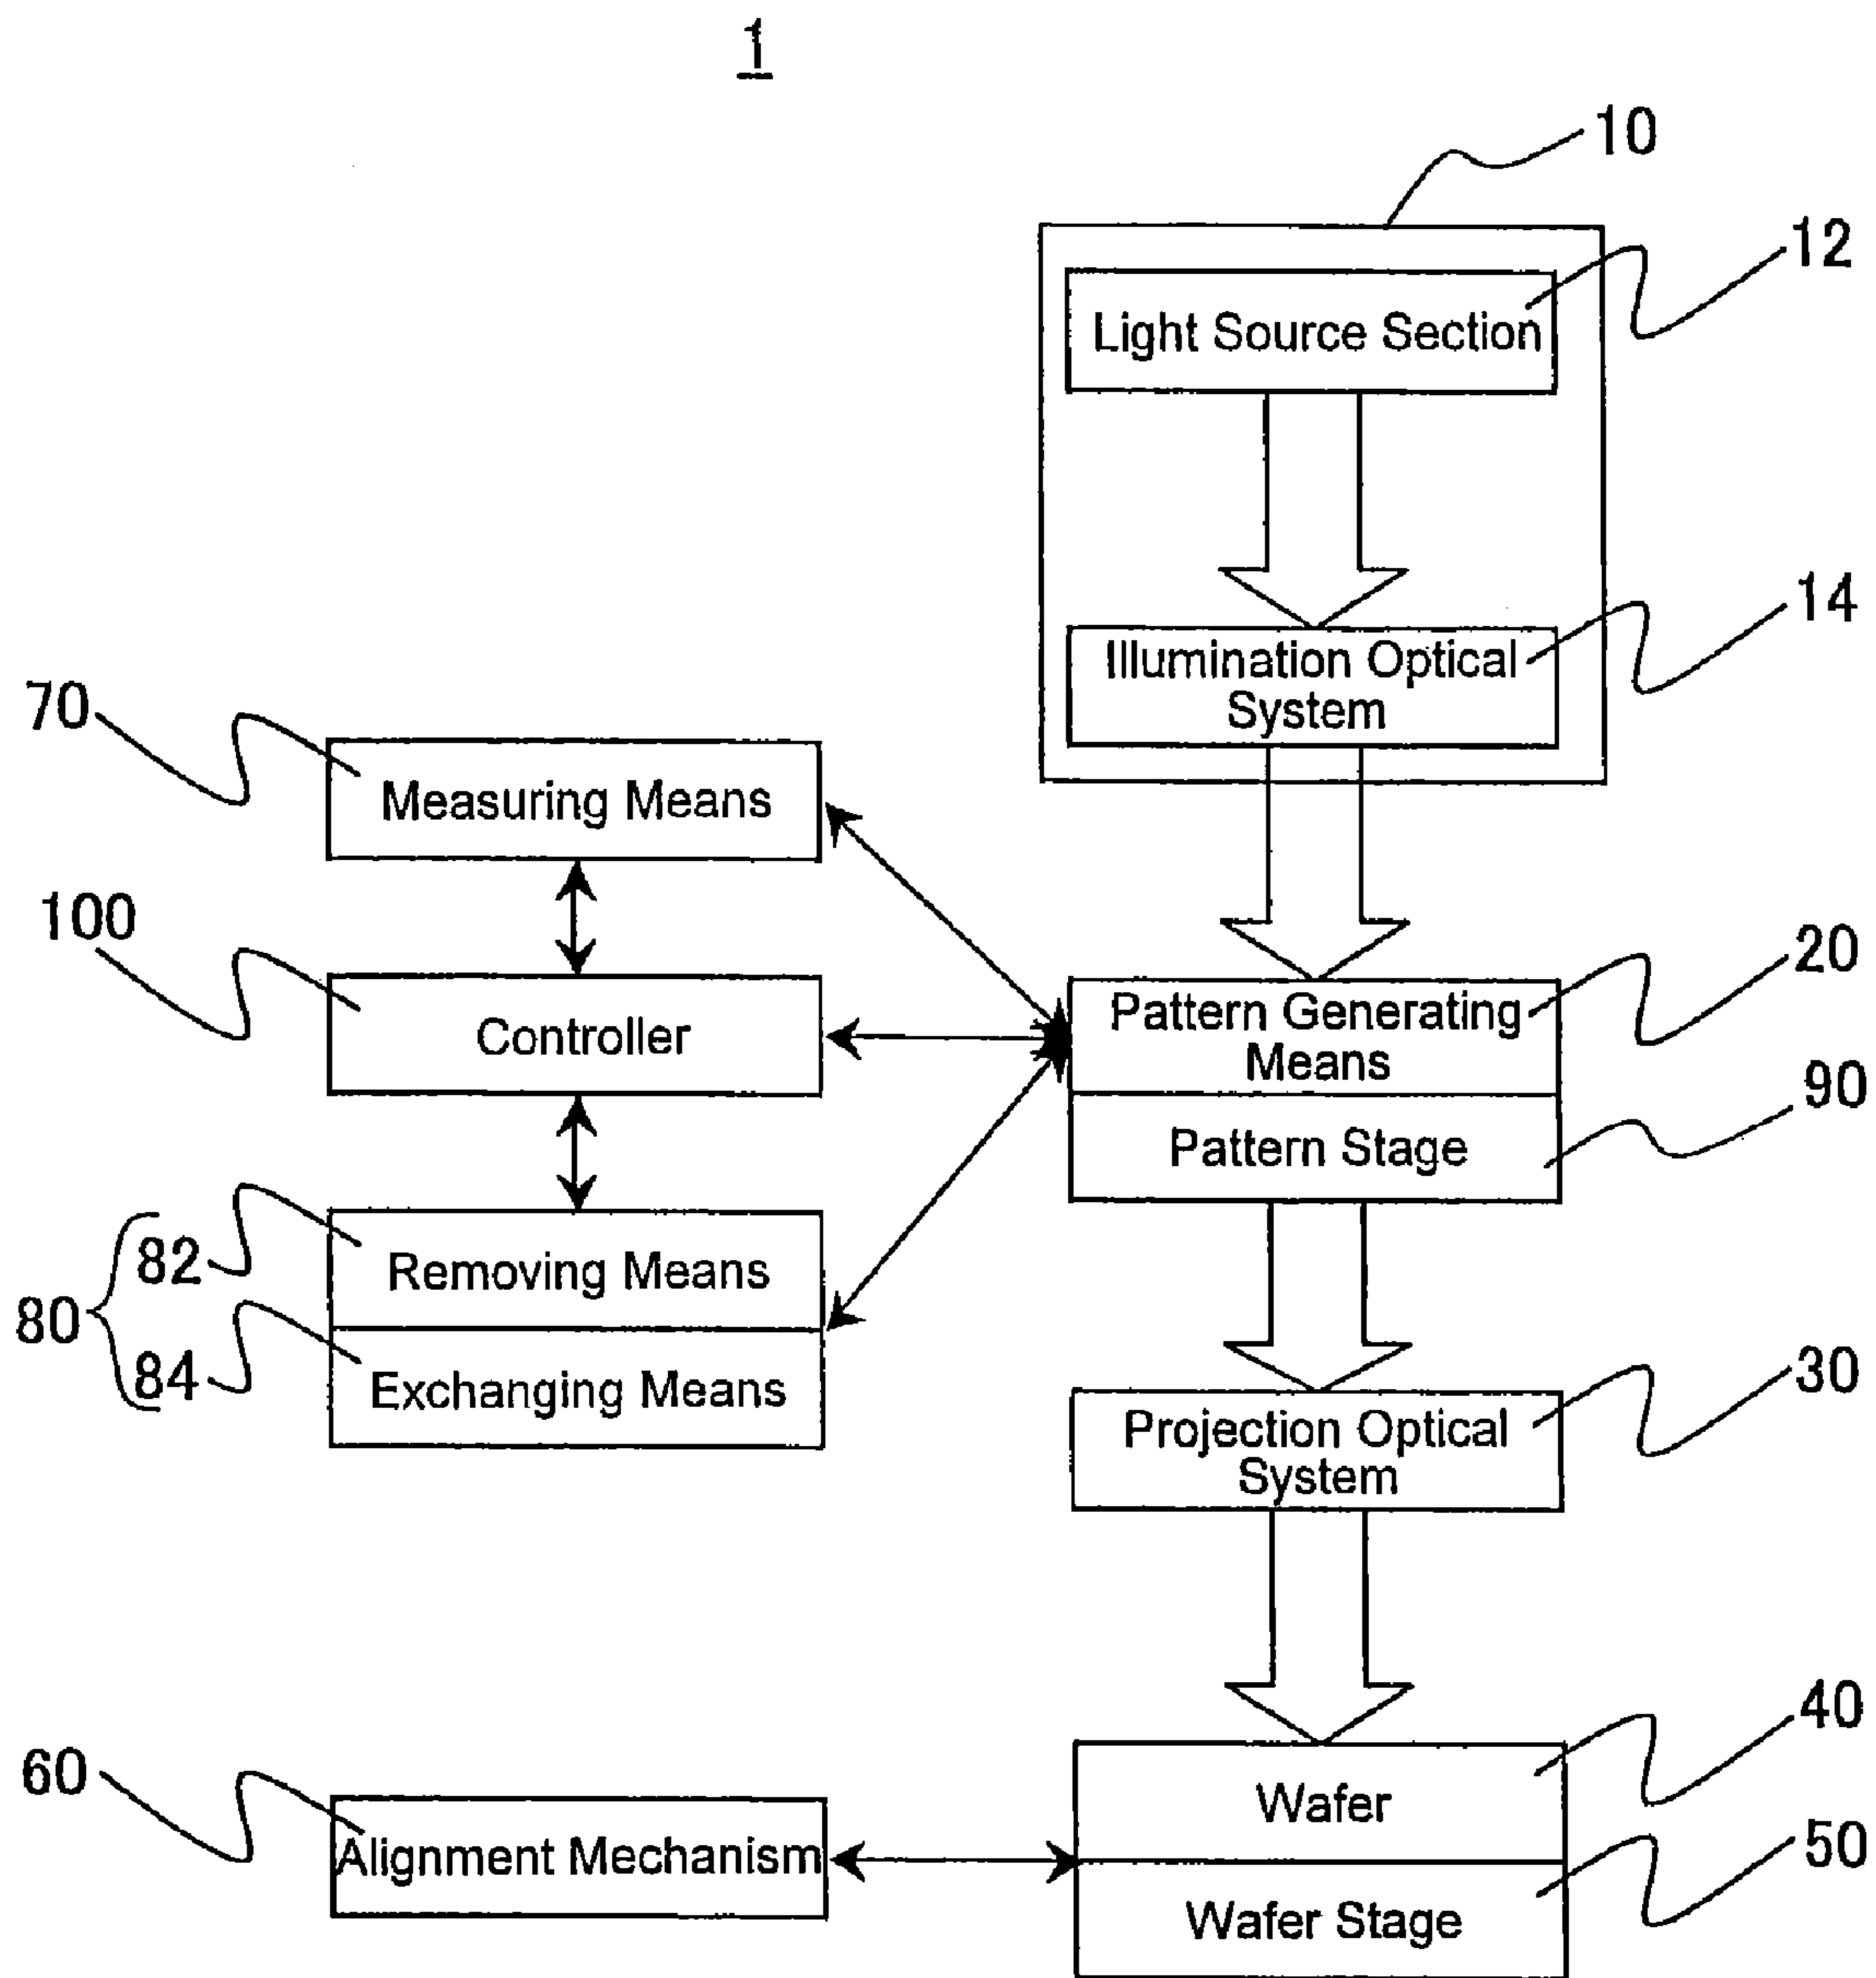 1
10
12
Light Source Section
14
Illumination Optical
System
70
Measuring Means
100
Controller
20
Pattern Generating
Means
90
Pattern Stage
80
82
Removing Means
84
Exchanging Means
30
Projection Optical
System
40
Wafer
60
Alignment Mechanism
50
Wafer Stage